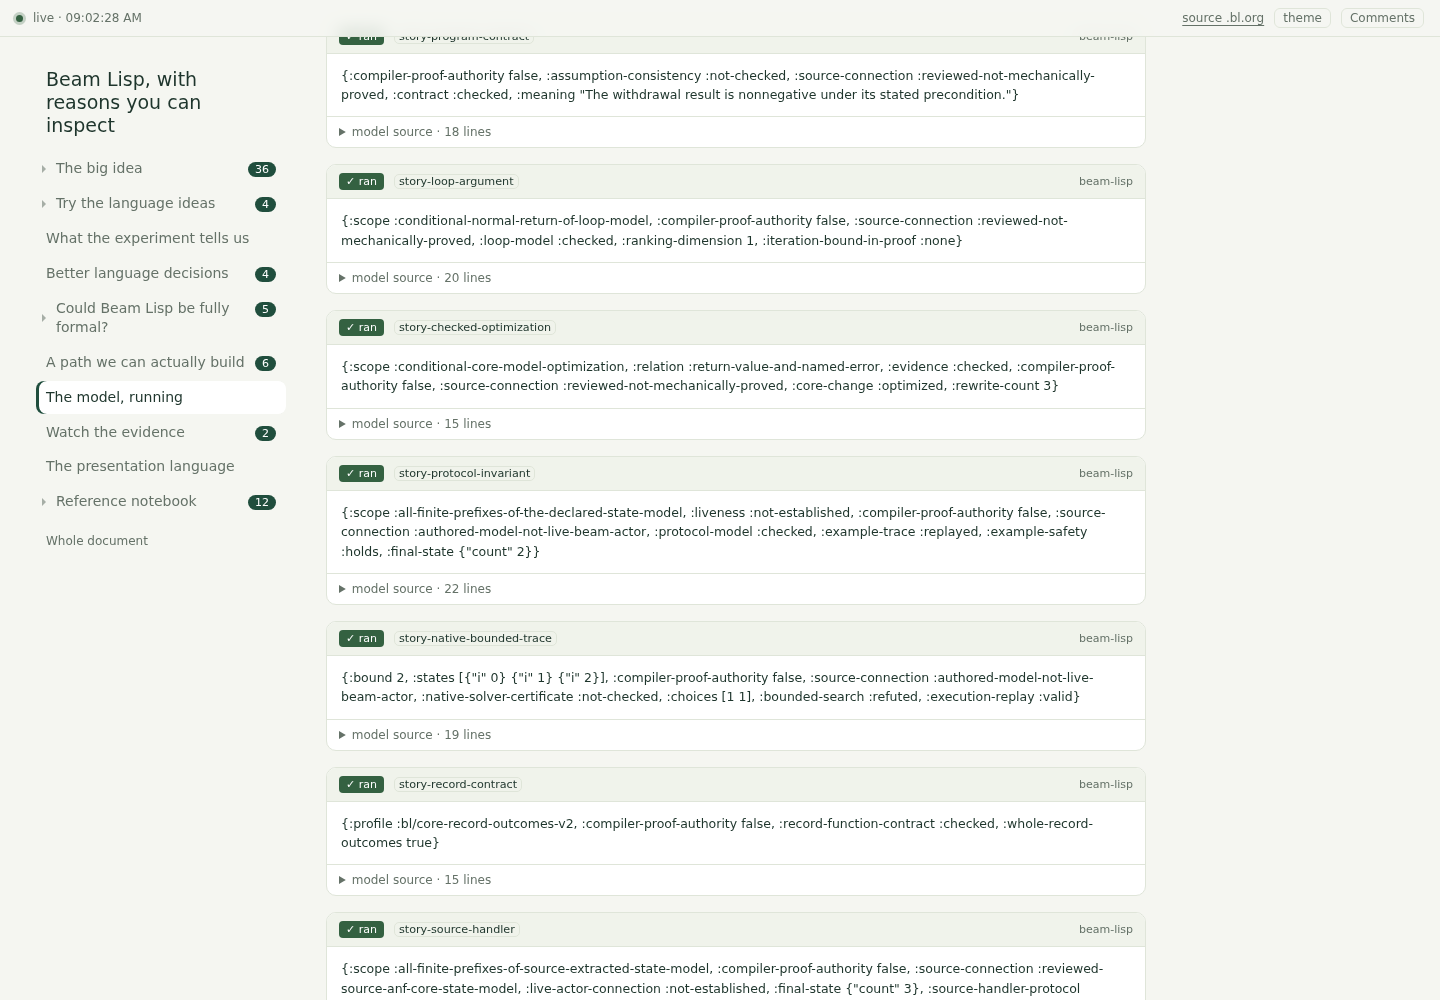 live · 09:02:28 AM
source .bl.org
theme
Comments
Beam Lisp, with
reasons you can
inspect
The big idea
36
Try the language ideas
4
What the experiment tells us
Better language decisions
4
Could Beam Lisp be fully
formal?
5
A path we can actually build
6
The model, running
Watch the evidence
2
The presentation language
Reference notebook
12
Whole document
✓ ran
story-program-contract
beam-lisp
{:compiler-proof-authority false, :assumption-consistency :not-checked, :source-connection :reviewed-not-mechanically-
proved, :contract :checked, :meaning "The withdrawal result is nonnegative under its stated precondition."}
model source · 18 lines
✓ ran
story-loop-argument
beam-lisp
{:scope :conditional-normal-return-of-loop-model, :compiler-proof-authority false, :source-connection :reviewed-not-
mechanically-proved, :loop-model :checked, :ranking-dimension 1, :iteration-bound-in-proof :none}
model source · 20 lines
✓ ran
story-checked-optimization
beam-lisp
{:scope :conditional-core-model-optimization, :relation :return-value-and-named-error, :evidence :checked, :compiler-proof-
authority false, :source-connection :reviewed-not-mechanically-proved, :core-change :optimized, :rewrite-count 3}
model source · 15 lines
✓ ran
story-protocol-invariant
beam-lisp
{:scope :all-finite-prefixes-of-the-declared-state-model, :liveness :not-established, :compiler-proof-authority false, :source-
connection :authored-model-not-live-beam-actor, :protocol-model :checked, :example-trace :replayed, :example-safety
:holds, :final-state {"count" 2}}
model source · 22 lines
✓ ran
story-native-bounded-trace
beam-lisp
{:bound 2, :states [{"i" 0} {"i" 1} {"i" 2}], :compiler-proof-authority false, :source-connection :authored-model-not-live-
beam-actor, :native-solver-certificate :not-checked, :choices [1 1], :bounded-search :refuted, :execution-replay :valid}
model source · 19 lines
✓ ran
story-record-contract
beam-lisp
{:profile :bl/core-record-outcomes-v2, :compiler-proof-authority false, :record-function-contract :checked, :whole-record-
outcomes true}
model source · 15 lines
✓ ran
story-source-handler
beam-lisp
{:scope :all-finite-prefixes-of-source-extracted-state-model, :compiler-proof-authority false, :source-connection :reviewed-
source-anf-core-state-model, :live-actor-connection :not-established, :final-state {"count" 3}, :source-handler-protocol